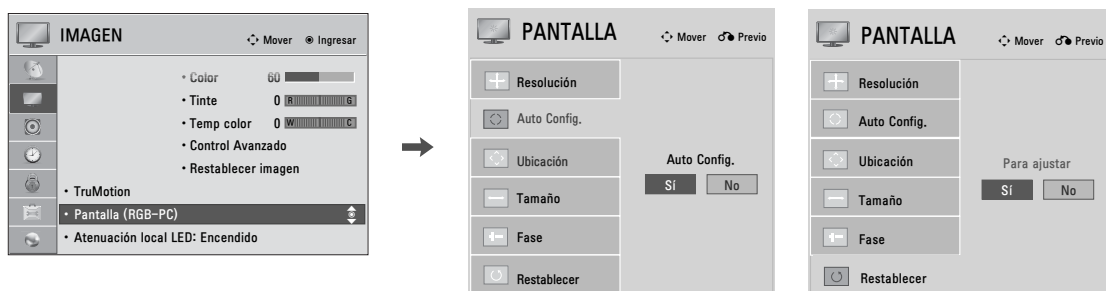 IMAGEN
Mover Ingresar
• Color 60
• Tinte 0 R G
• Temp color 0 W C
• Control Avanzado
• Restablecer imagen
• TruMotion
• Pantalla (RGB-PC)
• Atenuación local LED: Encendido
PANTALLA
Mover Previo
Resolución
Auto Config.
Ubicación
Tamaño
Fase
Restablecer
Auto Config.
Sí No
PANTALLA
Mover Previo
Resolución
Auto Config.
Ubicación
Tamaño
Fase
Restablecer
Para ajustar
Sí No